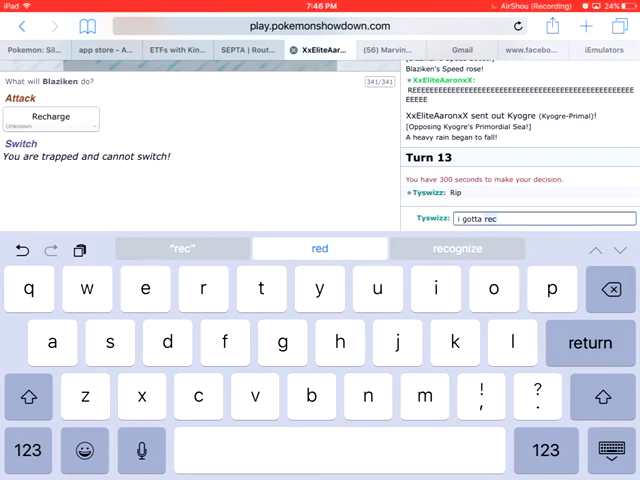 iPad
7:46 PM
AirShou (Recording)
24%
play.pokemonshowdown.com
Pokemon: Sil...
app store - A...
ETFs with Kin...
SEPTA | Rout...
XxEliteAar...
(56) Marvin...
Gmail
www.facebo...
iEmulators
What will Blaziken do?
341/341
Attack
Recharge
Unknown –
Switch
You are trapped and cannot switch!
Blaziken's Speed rose!
★XxEliteAaronxX:
XxEliteAaronxX sent out Kyogre (Kyogre-Primal)!
[Opposing Kyogre's Primordial Sea!]
A heavy rain began to fall!
Turn 13
You have 300 seconds to make your decision.
★Tyswizz: Rip
Tyswizz: i gotta rec
"rec"
red
recognize
q w e r t y u i o p
a s d f g h j k l return
z x c v b n m ! , ? .
123 123